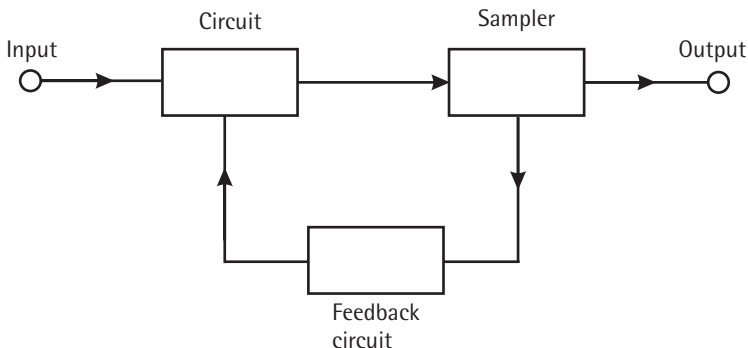 Circuit
Sampler
Input
Output
Feedback
circuit